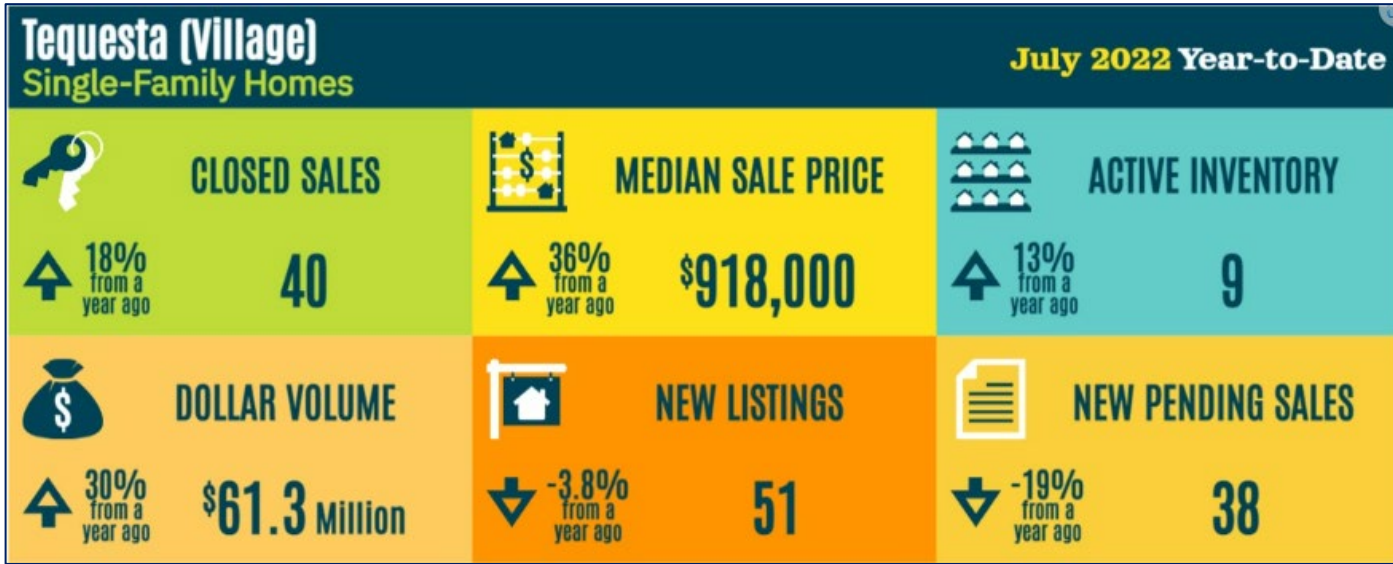 Tequesta (Village)
Single-Family Homes
July 2022 Year-to-Date
CLOSED SALES
18%
from a
year ago
40
$
MEDIAN SALE PRICE
36%
from a
year ago
$918,000
ACTIVE INVENTORY
13%
from a
year ago
9
$
DOLLAR VOLUME
30%
from a
year ago
$61.3 Million
NEW LISTINGS
-3.8%
from a
year ago
51
NEW PENDING SALES
-19%
from a
year ago
38